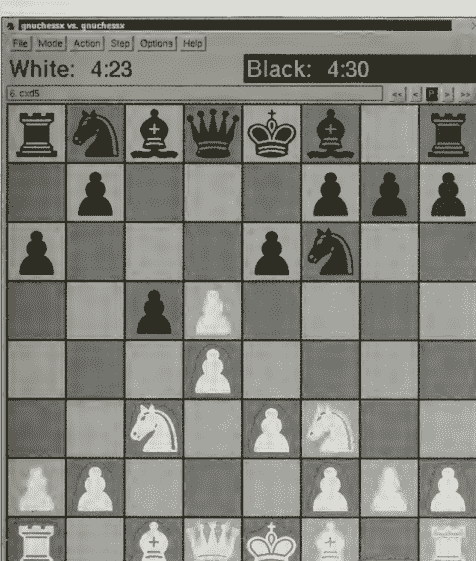 gnuchessx vs. gnuchessx
File Mode Action Step Options Help
White: 4:23 Black: 4:30
6. cxd5
<< < P > >>